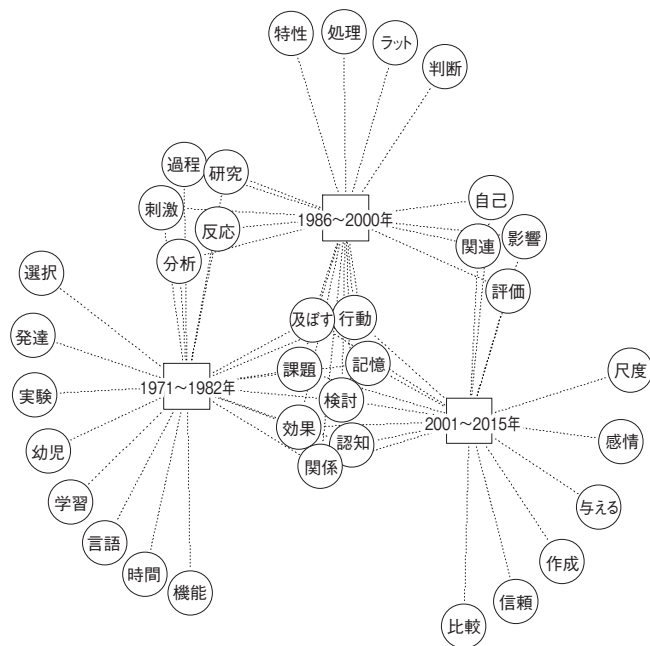 特性
処理
ラット
判断
過程
研究
刺激
反応
分析
1986〜2000年
自己
関連
影響
評価
選択
発達
実験
幼児
学習
言語
時間
機能
1971〜1982年
及ぼす
行動
課題
記憶
検討
効果
認知
関係
2001〜2015年
尺度
感情
与える
作成
信頼
比較